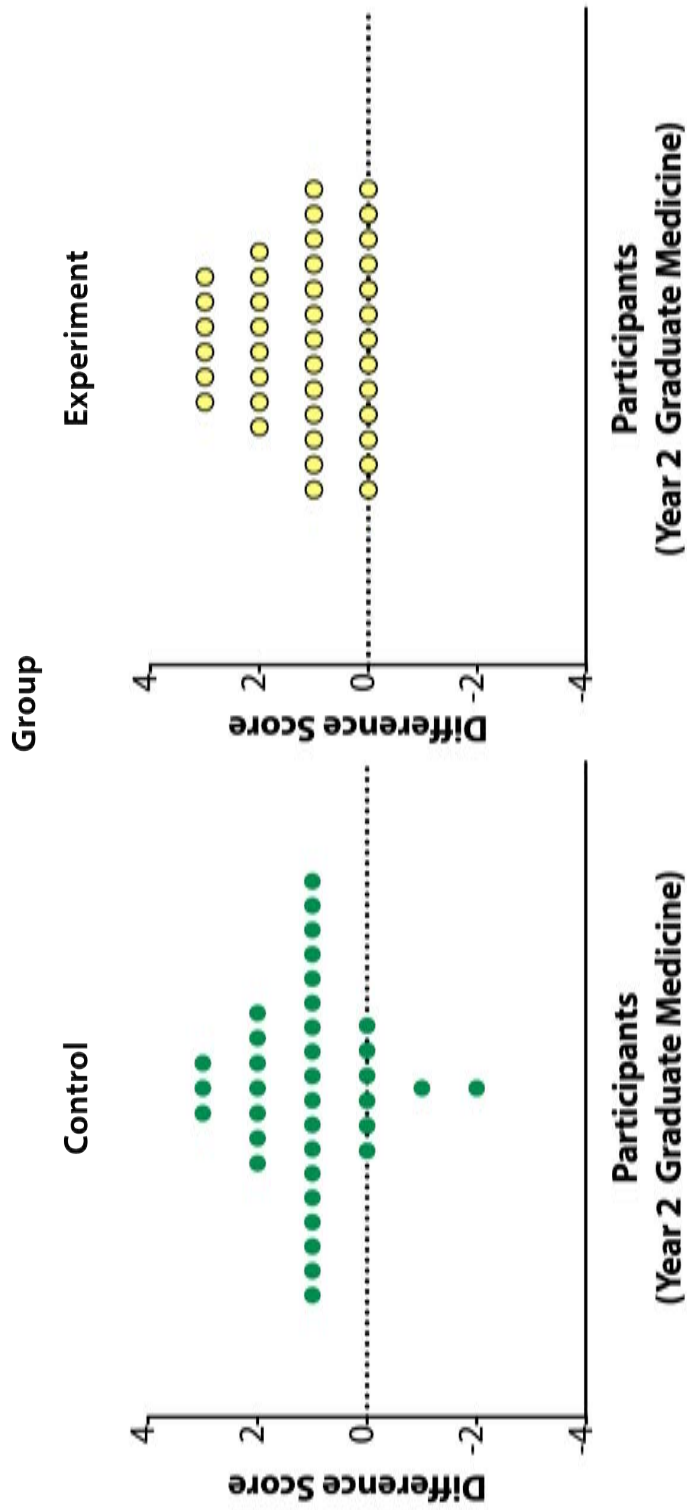 Group
Control
Experiment
Difference Score
4
2
0
-2
-4
Participants
(Year 2 Graduate Medicine)
Difference Score
4
2
0
-2
-4
Participants
(Year 2 Graduate Medicine)